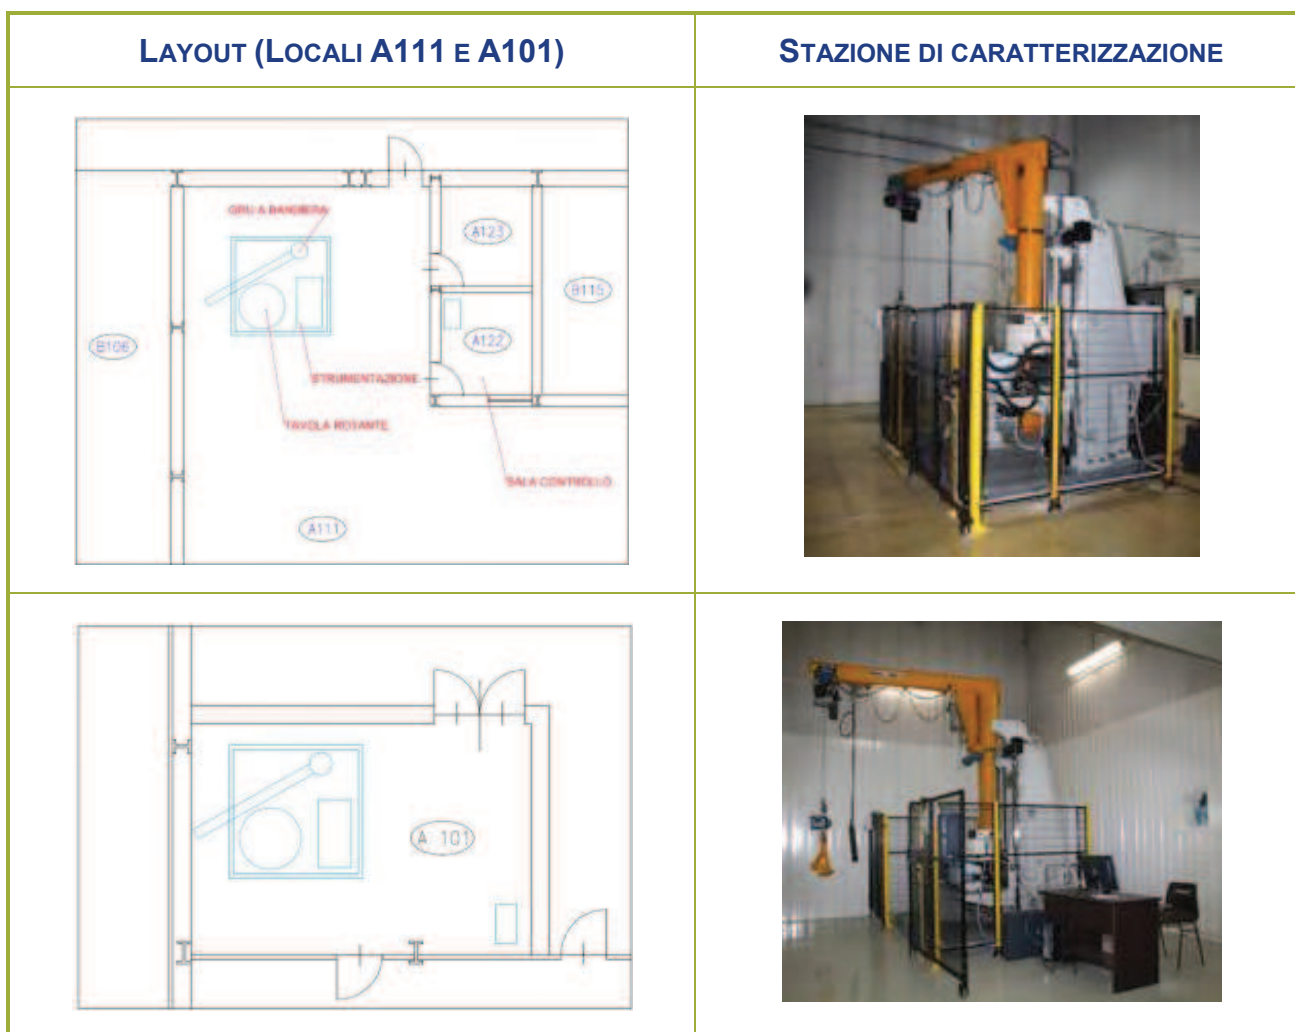 LAYOUT (LOCALI A111 E A101)
STAZIONE DI CARATTERIZZAZIONE
GRU A BANDIERA
A123
B115
B106
A122
STRUMENTAZIONE
TAVOLA ROTANTE
SALA CONTROLLO
A111
A 101